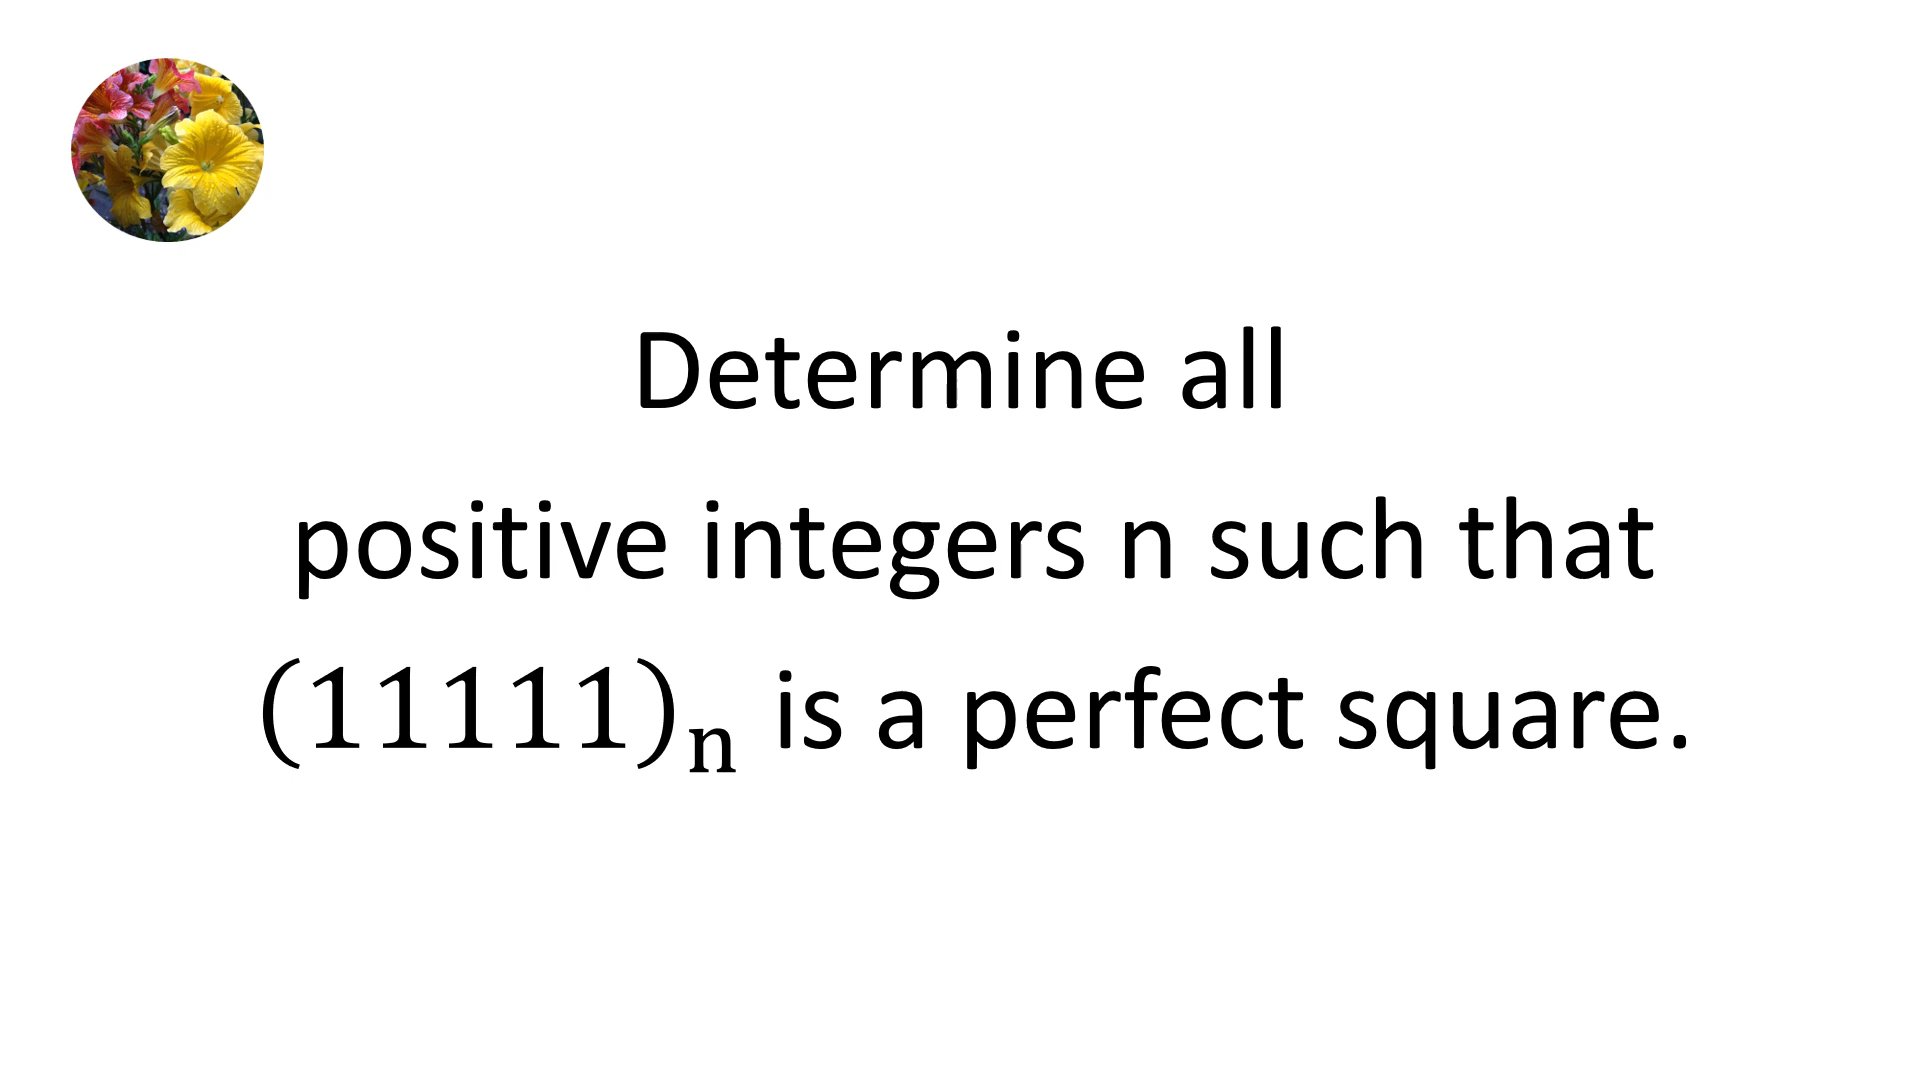 Determine all
positive integers n such that
(11111)ₙ is a perfect square.